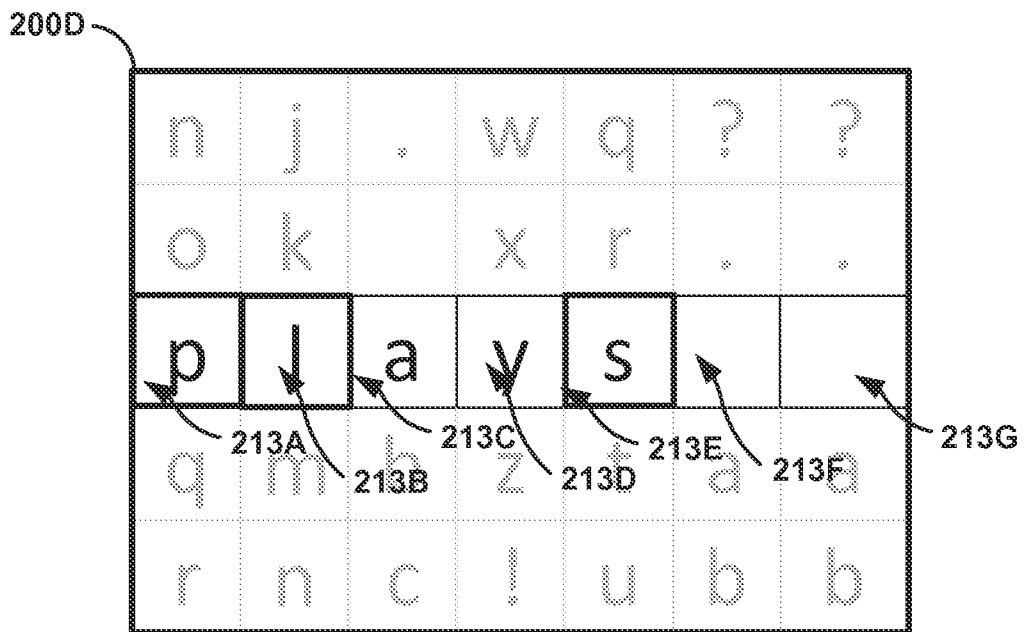 200D
n j . w q ? ?
o k x r . .
p l a y s
213A 213B 213C 213D 213E 213F 213G
q m b z t a a
r n c ! u b b